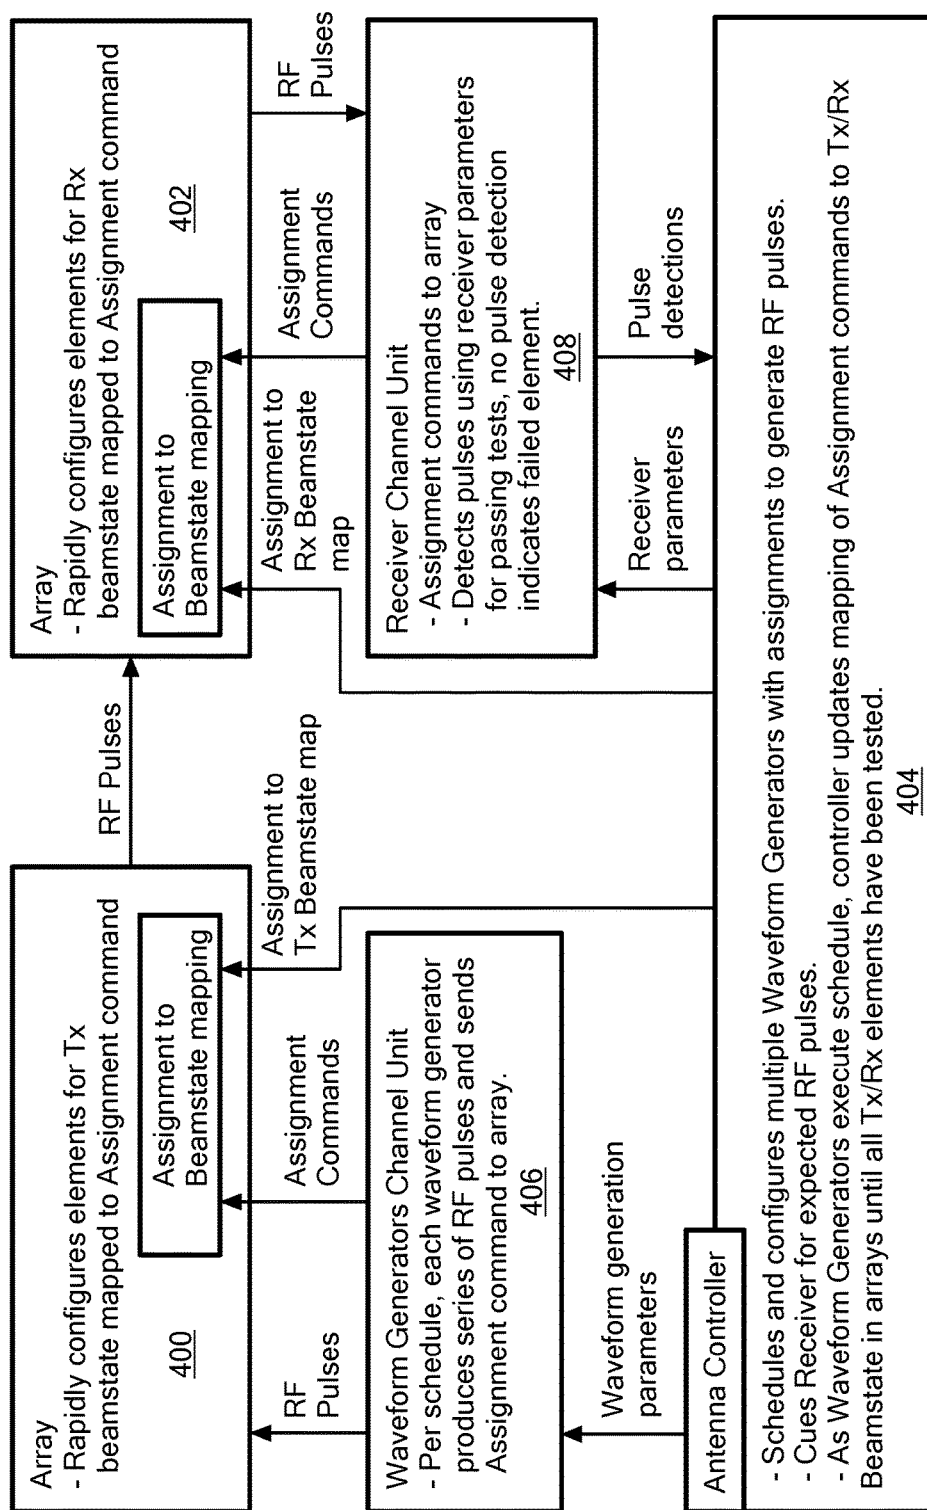 Array
- Rapidly configures elements for Tx
beamstate mapped to Assignment command
400
Assignment to
Beamstate mapping
RF Pulses
Array
- Rapidly configures elements for Rx
beamstate mapped to Assignment command
402
Assignment to
Beamstate mapping
RF
Pulses
Assignment
Commands
Assignment to
Tx Beamstate map
Assignment to
Rx Beamstate
map
Assignment
Commands
RF
Pulses
Waveform Generators Channel Unit
- Per schedule, each waveform generator
produces series of RF pulses and sends
Assignment command to array.
406
Receiver Channel Unit
- Assignment commands to array
- Detects pulses using receiver parameters
for passing tests, no pulse detection
indicates failed element.
408
Waveform generation
parameters
Receiver
parameters
Pulse
detections
Antenna Controller
- Schedules and configures multiple Waveform Generators with assignments to generate RF pulses.
- Cues Receiver for expected RF pulses.
- As Waveform Generators execute schedule, controller updates mapping of Assignment commands to Tx/Rx
Beamstate in arrays until all Tx/Rx elements have been tested.
404